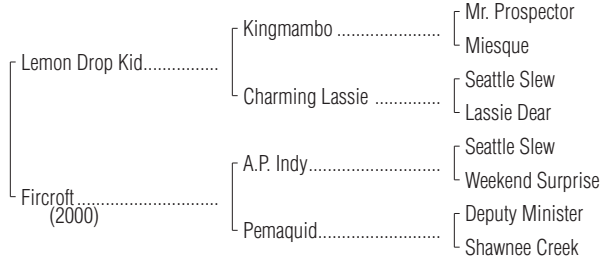 Mr. Prospector
Kingmambo ...................
Miesque
Lemon Drop Kid..............
Seattle Slew
Charming Lassie ..............
Lassie Dear
Seattle Slew
A.P. Indy........................
Weekend Surprise
Fircroft..........................
(2000)
Deputy Minister
Pemaquid......................
Shawnee Creek